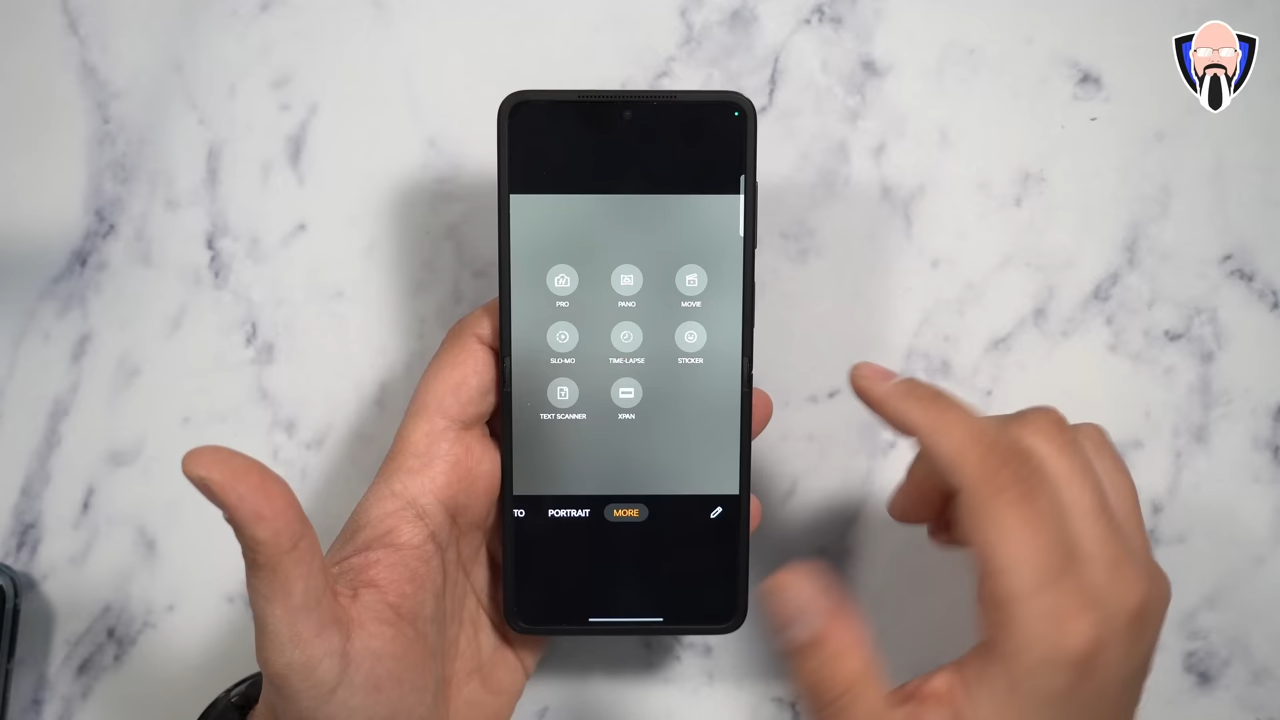 PRO PANO MOVIE
SLO-MO TIME-LAPSE STICKER
TEXT SCANNER XPAN
TO PORTRAIT MORE